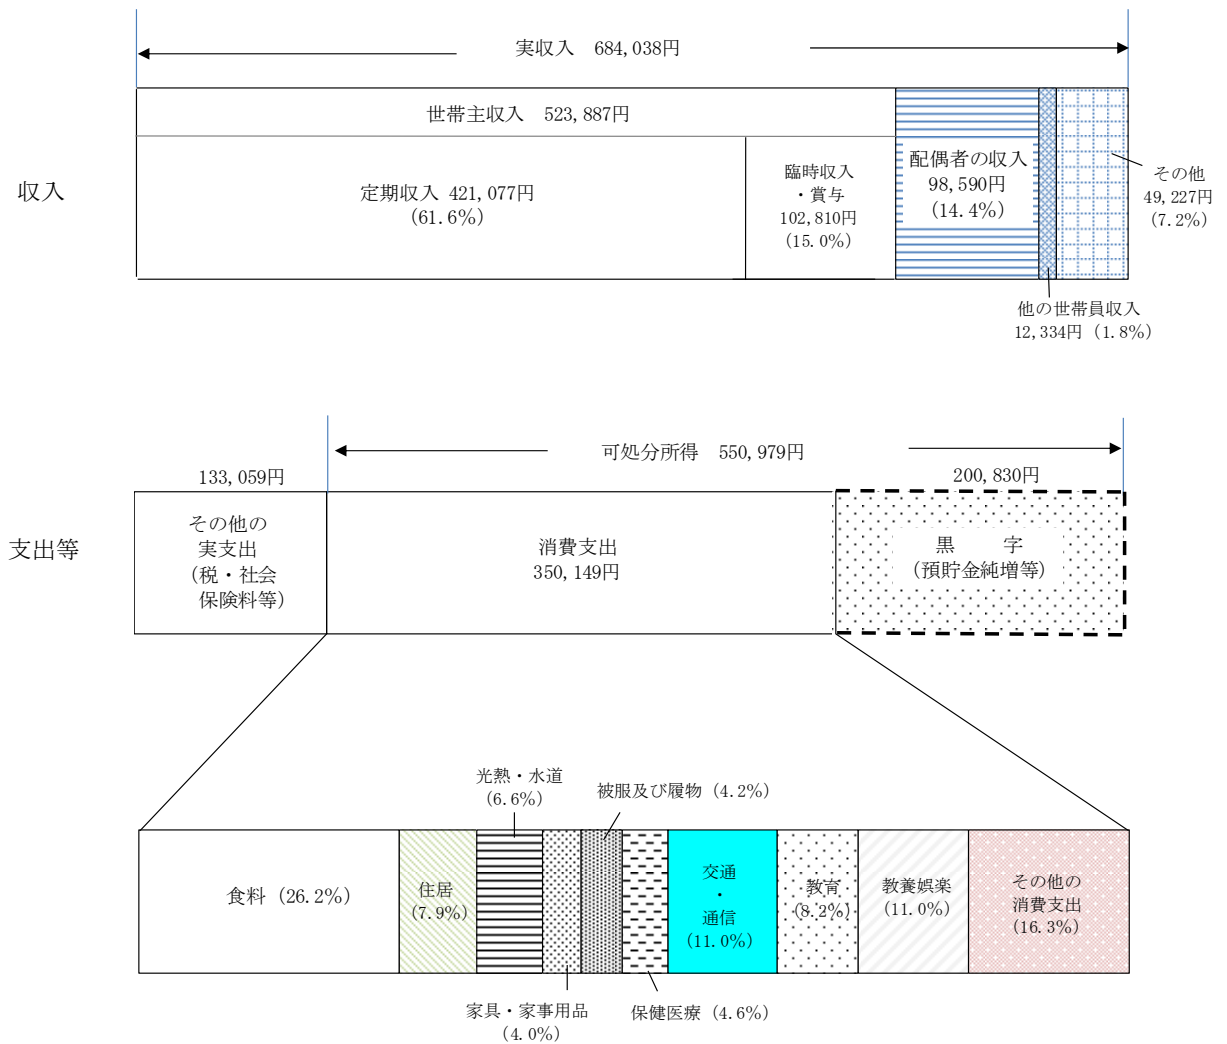 実収入 684,038円
収入
世帯主収入 523,887円
定期収入 421,077円
(61.6%)
臨時収入
・賞与
102,810円
(15.0%)
配偶者の収入
98,590円
(14.4%)
その他
49,227円
(7.2%)
他の世帯員収入
12,334円 (1.8%)
可処分所得 550,979円
133,059円
200,830円
支出等
その他の
実支出
(税・社会
保険料等)
消費支出
350,149円
黒 字
(預貯金純増等)
光熱・水道
(6.6%)
被服及び履物 (4.2%)
食料 (26.2%)
住居
(7.9%)
交通
・
通信
(11.0%)
教育
(8.2%)
教養娯楽
(11.0%)
その他の
消費支出
(16.3%)
家具・家事用品
(4.0%)
保健医療 (4.6%)